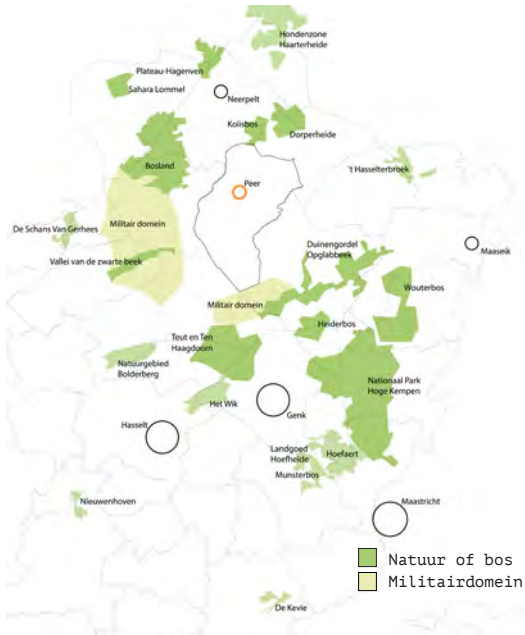 Hondenzone
Haarterheide
Plateau-Hagenven
Sahara Lommel
Neerpelt
Kolisbos
Dorperheide
Bosland
't Hasselterbroek
Peer
De Schans Van Gerhees
Militair domein
Duinengordel
Opglabbeek
Maaseik
Vallei van de zwarte beek
Wouterbos
Militair domein
Heiderbos
Teut en Ten
Haagdoorn
Natuurgebied
Bolderberg
Nationaal Park
Hoge Kempen
Het Wik
Genk
Hasselt
Landgoed
Hoefheide
Hoefaert
Munsterbos
Nieuwenhoven
Maastricht
Natuur of bos
Militairdomein
De Kevie